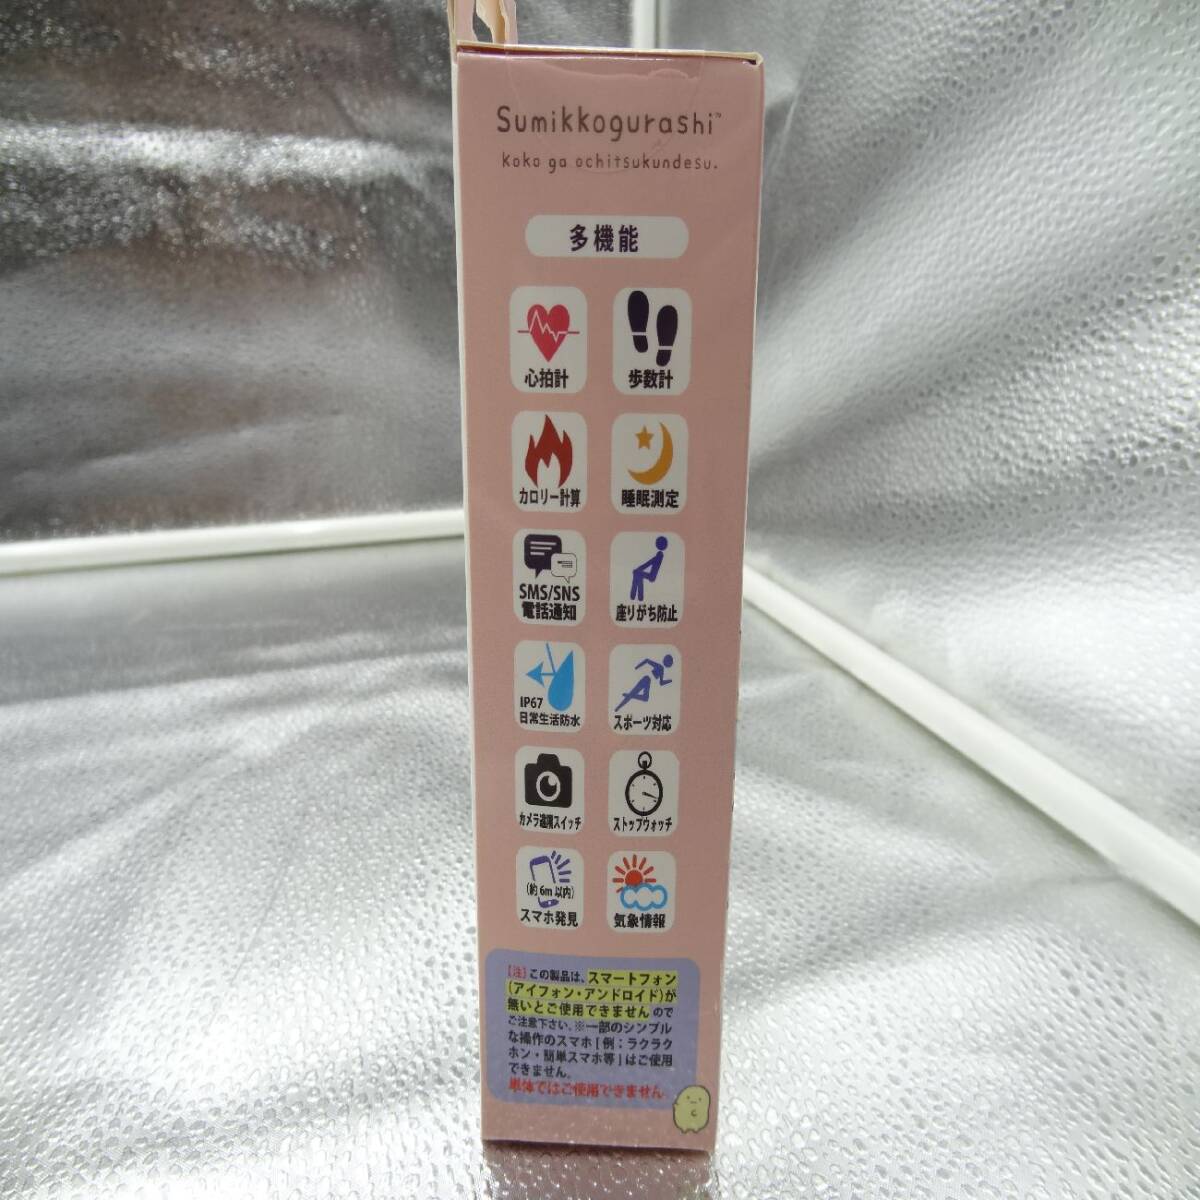 Sumikkogurashi™
Koko ga ochitsukundesu.
多機能
心拍計
歩数計
カロリー計算
睡眠測定
SMS/SNS
電話通知
座りがち防止
IP67
日常生活防水
スポーツ対応
カメラ遠隔スイッチ
ストップウォッチ
(約6m以内)
スマホ発見
気象情報
【注】この製品は、スマートフォン
(アイフォン・アンドロイド)が
無いとご使用できませんので
ご注意下さい。※一部のシンプル
な操作のスマホ[例：ラクラク
ホン・簡単スマホ等]はご使用
できません。
単体ではご使用できません。